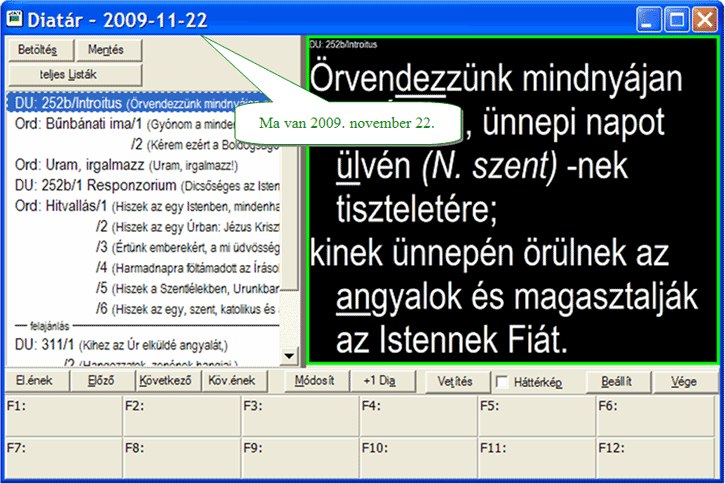 Diatár - 2009-11-22
Betöltés Mentés
teljes Listák
DU: 252b/Introitus (Örvendezzünk mindnyájan
Ord: Bűnbánati ima/1 (Gyónom a minden
/2 (Kérem ezért a Boldogságo
Ord: Uram, irgalmazz (Uram, irgalmazz!)
DU: 252b/1 Responzorium (Dicsőséges az Isten
Ord: Hitvallás/1 (Hiszek az egy Istenben, mindenha
/2 (Hiszek az egy Úrban: Jézus Kriszt
/3 (Értünk emberekért, a mi üdvösség
/4 (Harmadnapra föltámadott az Íráso
/5 (Hiszek a Szentlélekben, Urunkban
/6 (Hiszek az egy, szent, katolikus és
felajánlás
DU: 311/1 (Kihez az Úr elküldé angyalát,)
/2 (Hangozzatok, zenének hangjai,)
Ma van 2009. november 22.
DU: 252b/Introitus
Örvendezzünk mindnyájan
, ünnepi napot
ülvén (N. szent) -nek
tiszteletére;
kinek ünnepén örülnek az
angyalok és magasztalják
az Istennek Fiát.
El.ének Előző Következő Köv.ének Módosít +1 Dia Vetítés Háttérkép Beállít Vége
F1: F2: F3: F4: F5: F6:
F7: F8: F9: F10: F11: F12: